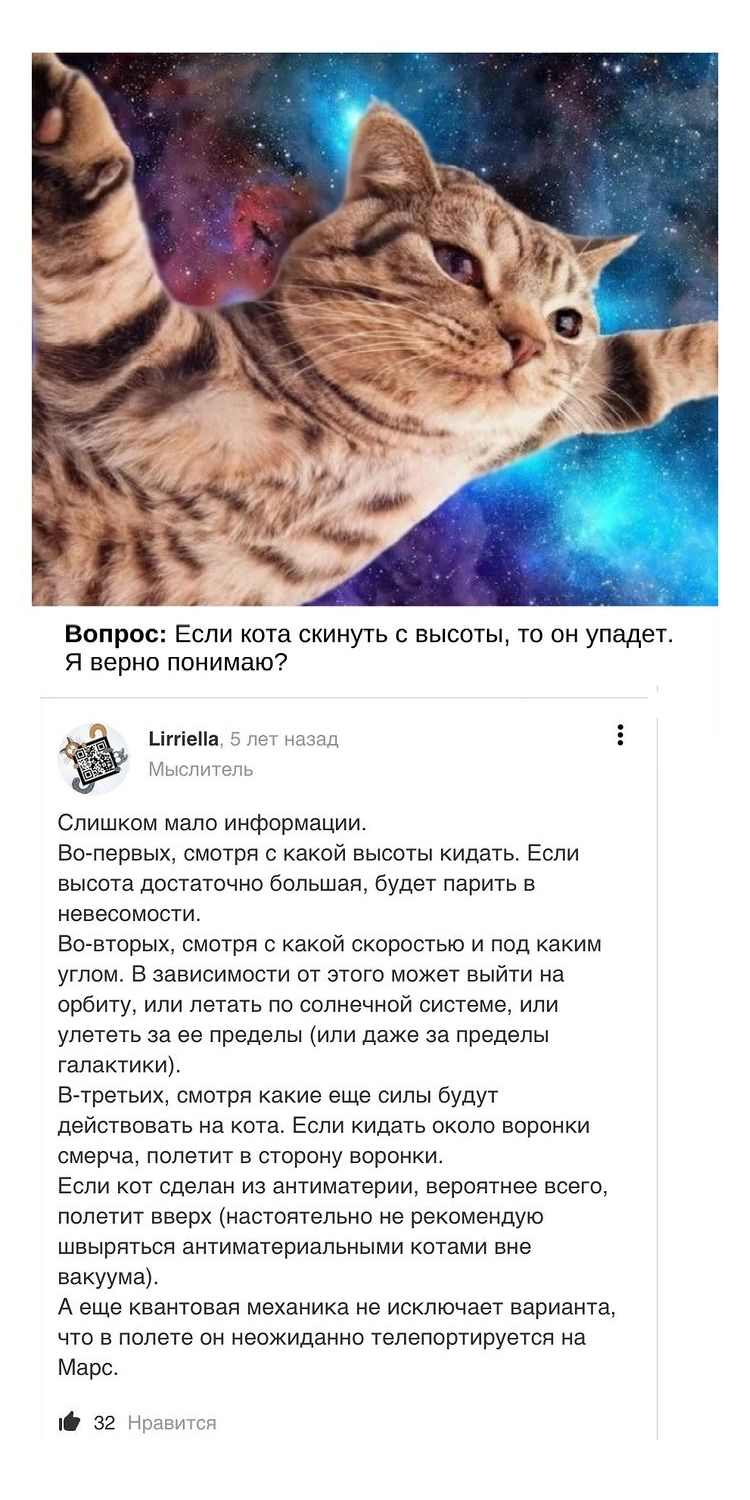 Вопрос: Если кота скинуть с высоты, то он упадет.
Я верно понимаю?
Lirriella, 5 лет назад
Мыслитель
Слишком мало информации.
Во-первых, смотря с какой высоты кидать. Если
высота достаточно большая, будет парить в
невесомости.
Во-вторых, смотря с какой скоростью и под каким
углом. В зависимости от этого может выйти на
орбиту, или летать по солнечной системе, или
улететь за ее пределы (или даже за пределы
галактики).
В-третьих, смотря какие еще силы будут
действовать на кота. Если кидать около воронки
смерча, полетит в сторону воронки.
Если кот сделан из антиматерии, вероятнее всего,
полетит вверх (настоятельно не рекомендую
швыряться антиматериальными котами вне
вакуума).
А еще квантовая механика не исключает варианта,
что в полете он неожиданно телепортируется на
Марс.
32 Нравится